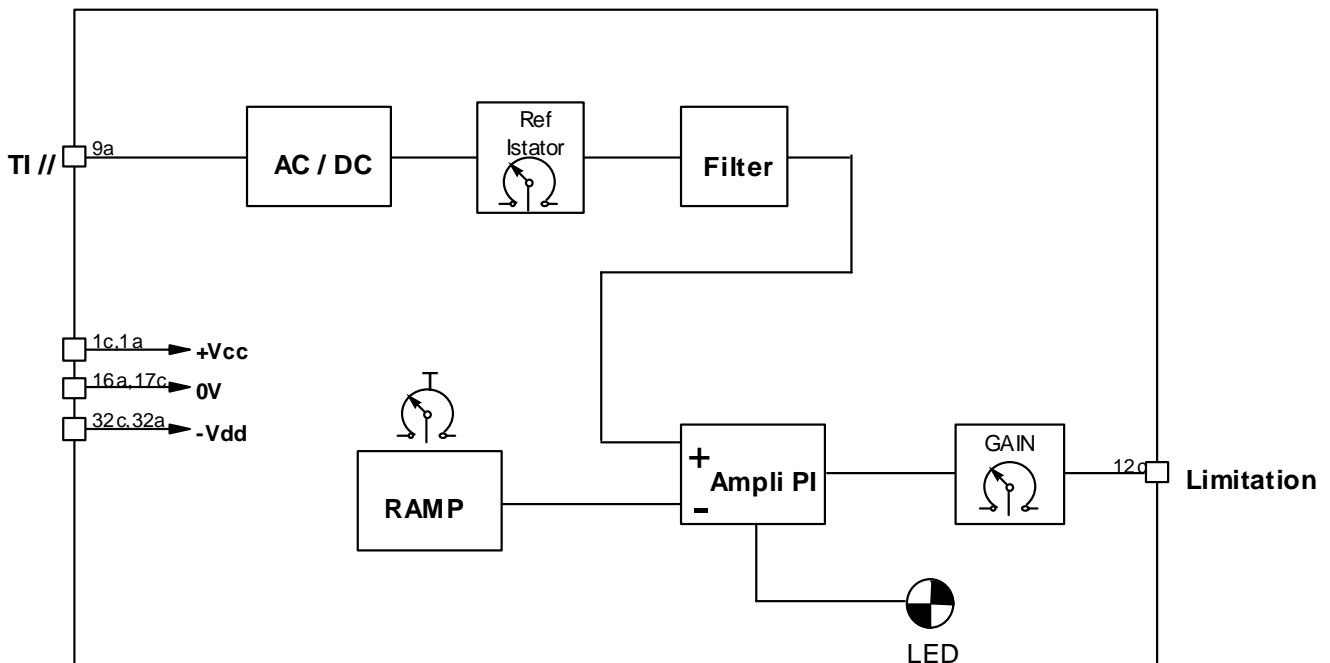 Ref
Istator
TI //
9a
AC / DC
Filter
1c,1a
+Vcc
16a,17c
0V
32c,32a
-Vdd
T
RAMP
+
Ampli PI
-
GAIN
12c
Limitation
LED